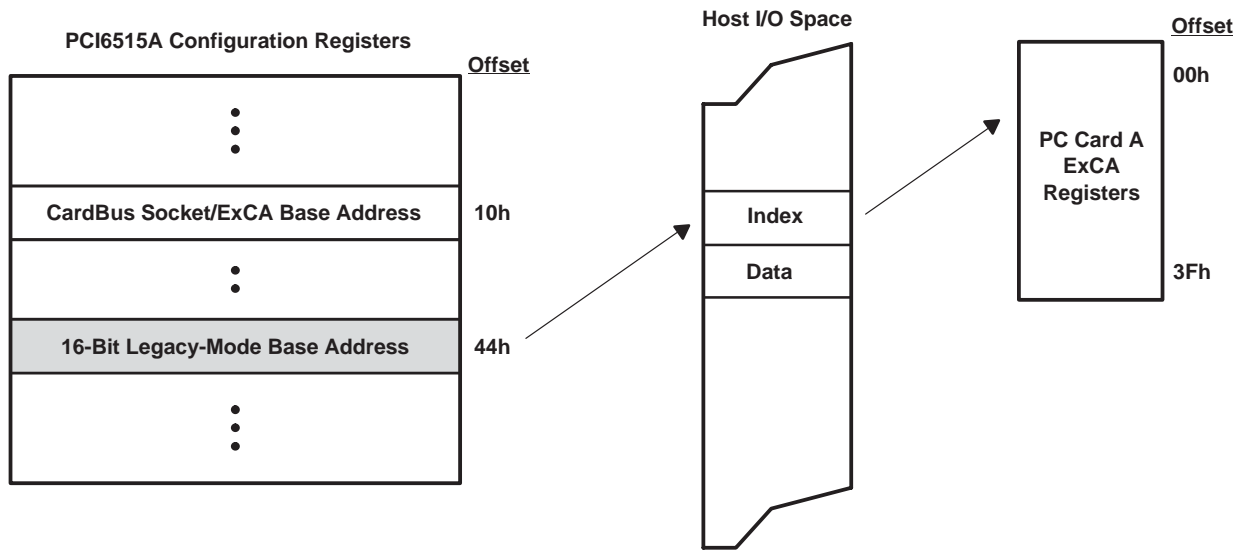 PCI6515A Configuration Registers
Offset
CardBus Socket/ExCA Base Address
10h
16-Bit Legacy-Mode Base Address
44h
Host I/O Space
Index
Data
Offset
00h
PC Card A
ExCA
Registers
3Fh